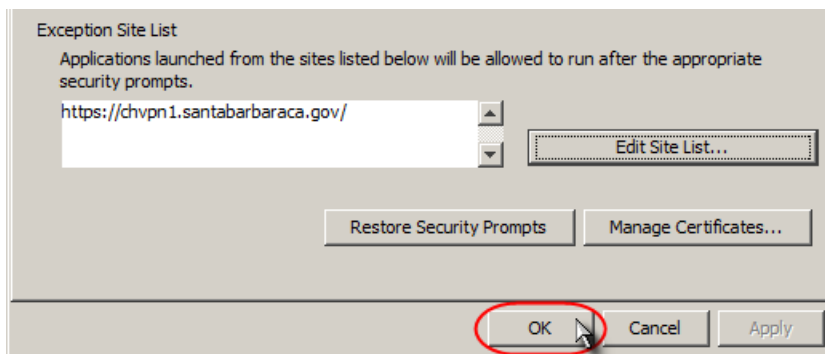 Exception Site List
Applications launched from the sites listed below will be allowed to run after the appropriate
security prompts.
https://chvpn1.santabarbaraca.gov/
Edit Site List...
Restore Security Prompts
Manage Certificates...
OK
Cancel
Apply